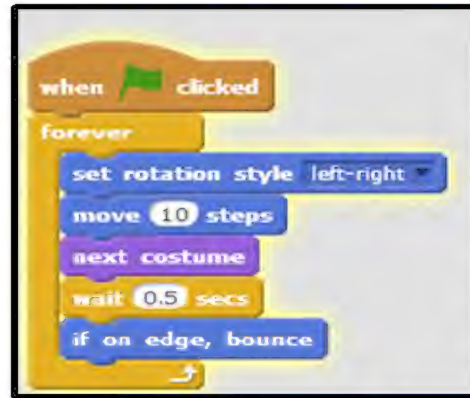 when clicked
forever
set rotation style left-right
move 10 steps
next costume
wait 0.5 secs
if on edge, bounce